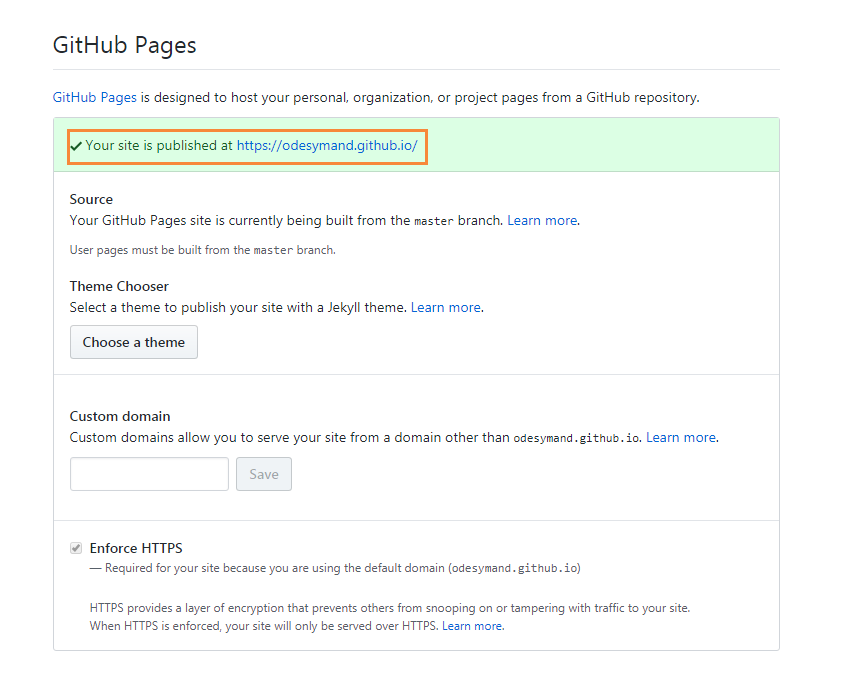 GitHub Pages
GitHub Pages is designed to host your personal, organization, or project pages from a GitHub repository.
✓ Your site is published at https://odesymand.github.io/
Source
Your GitHub Pages site is currently being built from the master branch. Learn more.
User pages must be built from the master branch.
Theme Chooser
Select a theme to publish your site with a Jekyll theme. Learn more.
Choose a theme
Custom domain
Custom domains allow you to serve your site from a domain other than odesymand.github.io. Learn more.
Save
Enforce HTTPS
— Required for your site because you are using the default domain (odesymand.github.io)
HTTPS provides a layer of encryption that prevents others from snooping on or tampering with traffic to your site.
When HTTPS is enforced, your site will only be served over HTTPS. Learn more.